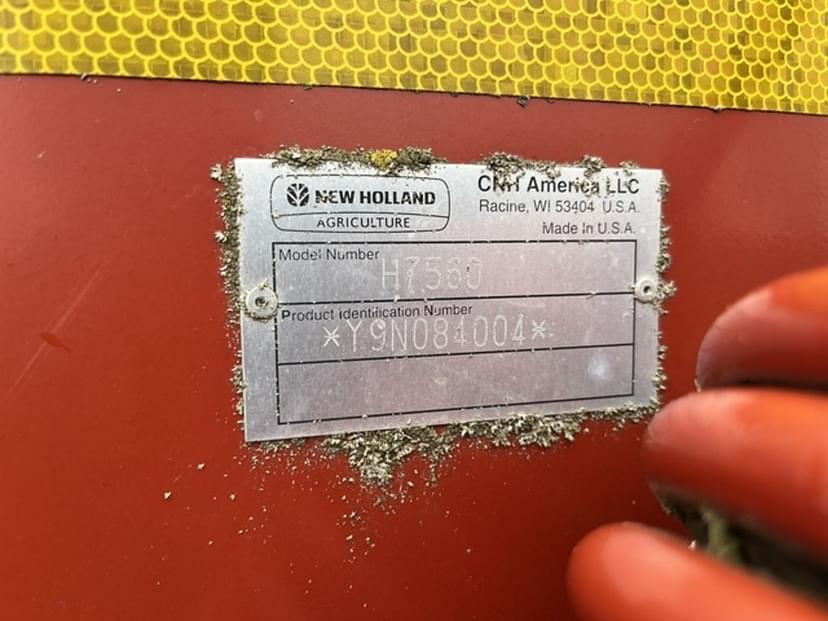 NEW HOLLAND
AGRICULTURE
CNH America LLC
Racine, WI 53404 U.S.A.
Made in U.S.A.
Model Number
H7560
Product Identification Number
*Y9N084004*